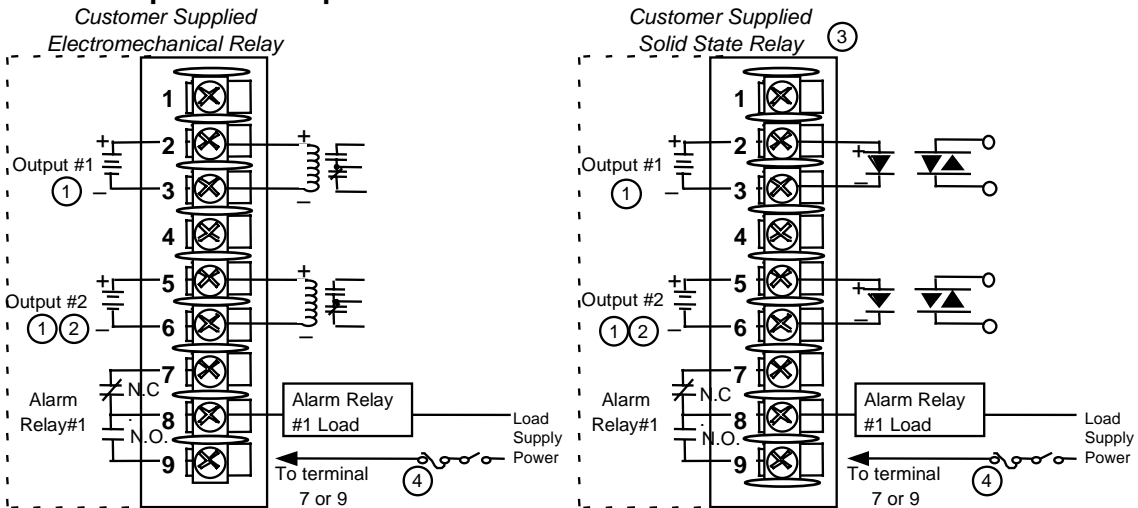 Customer Supplied
Electromechanical Relay
1
+
2
+
Output #1
1
–
3
–
4
+
5
+
Output #2
1 2
–
6
–
7
N.C
Alarm
Relay#1
8
Alarm Relay
#1 Load
Load
Supply
Power
N.O.
9
To terminal
7 or 9
4
Customer Supplied
Solid State Relay
3
1
+
2
+
Output #1
1
–
3
–
4
+
5
+
Output #2
1 2
–
6
–
7
N.C
Alarm
Relay#1
8
Alarm Relay
#1 Load
Load
Supply
Power
N.O.
9
To terminal
7 or 9
4